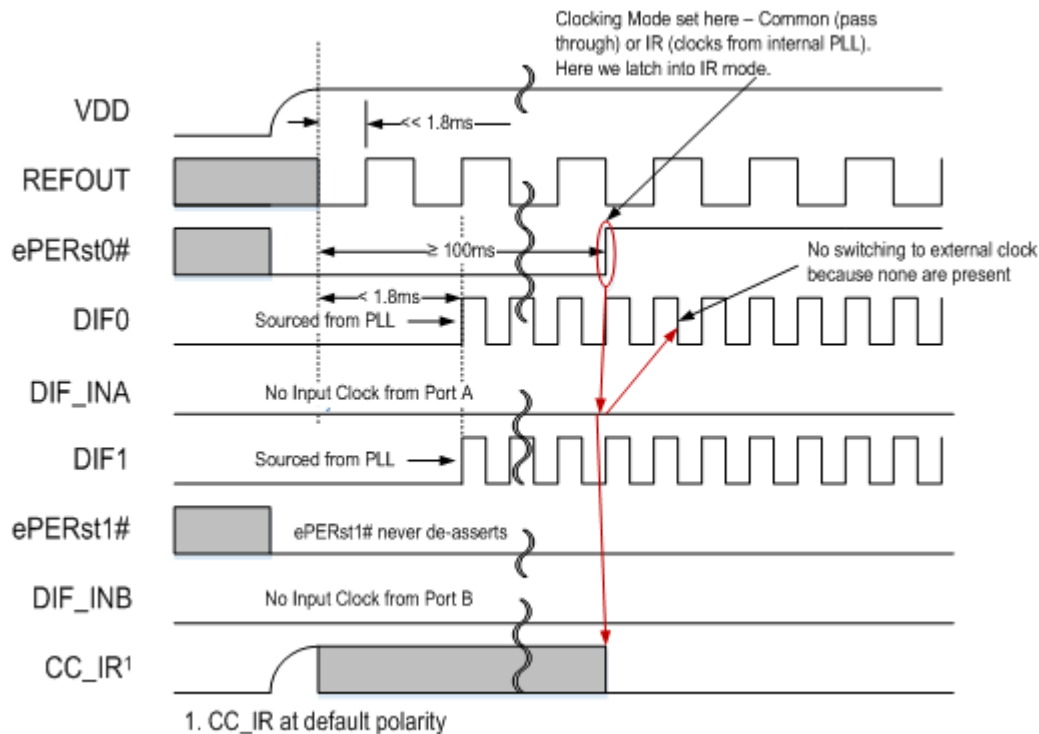 Clocking Mode set here – Common (pass
through) or IR (clocks from internal PLL).
Here we latch into IR mode.
VDD
<< 1.8ms
REFOUT
ePERst0#
≥ 100ms
No switching to external clock
because none are present
< 1.8ms
DIF0
Sourced from PLL
DIF_INA
No Input Clock from Port A
DIF1
Sourced from PLL
ePERst1#
ePERst1# never de-asserts
DIF_INB
No Input Clock from Port B
CC_IR¹
1. CC_IR at default polarity